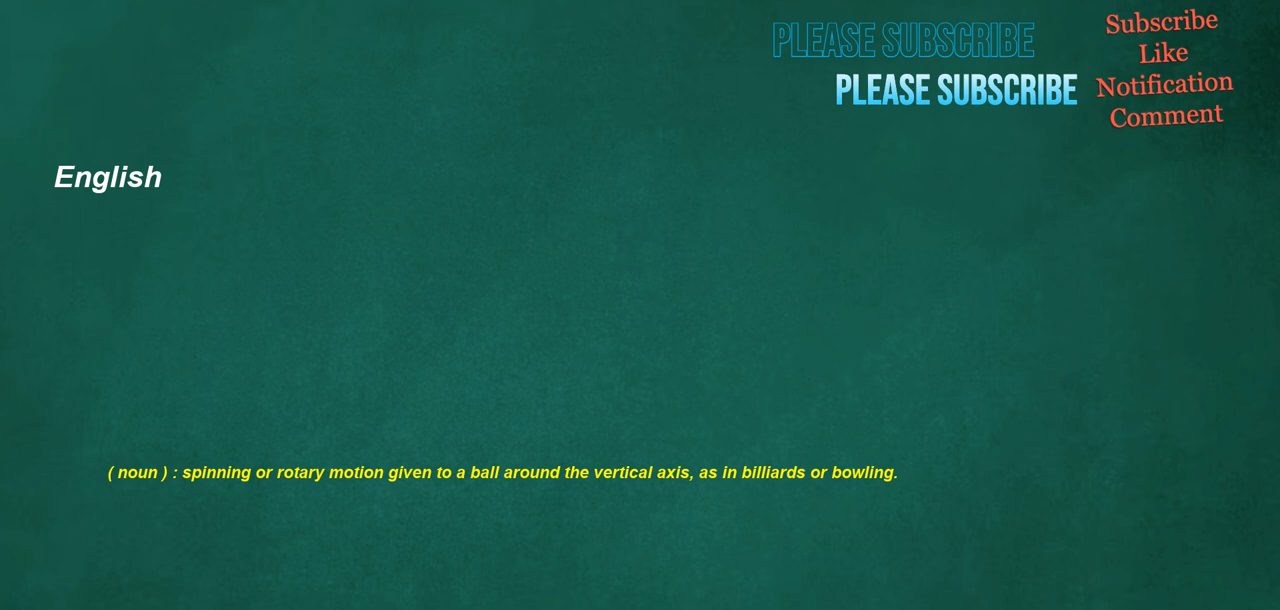 PLEASE SUBSCRIBE
PLEASE SUBSCRIBE
Subscribe
Like
Notification
Comment
English
( noun ) : spinning or rotary motion given to a ball around the vertical axis, as in billiards or bowling.